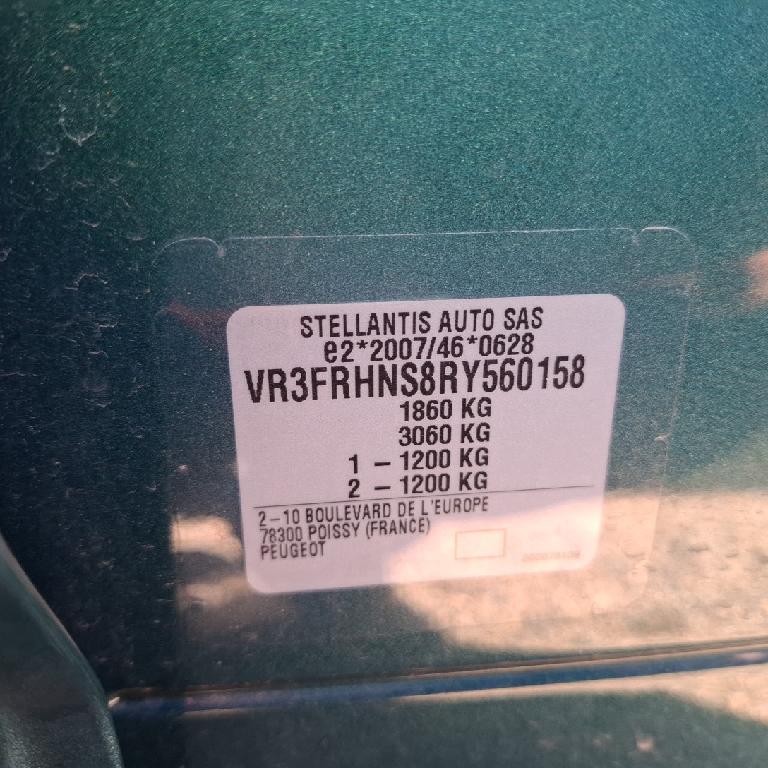 STELLANTIS AUTO SAS
e2*2007/46*0628
VR3FRHNS8RY560158
1860 KG
3060 KG
1 – 1200 KG
2 – 1200 KG
2–10 BOULEVARD DE L'EUROPE
78300 POISSY (FRANCE)
PEUGEOT